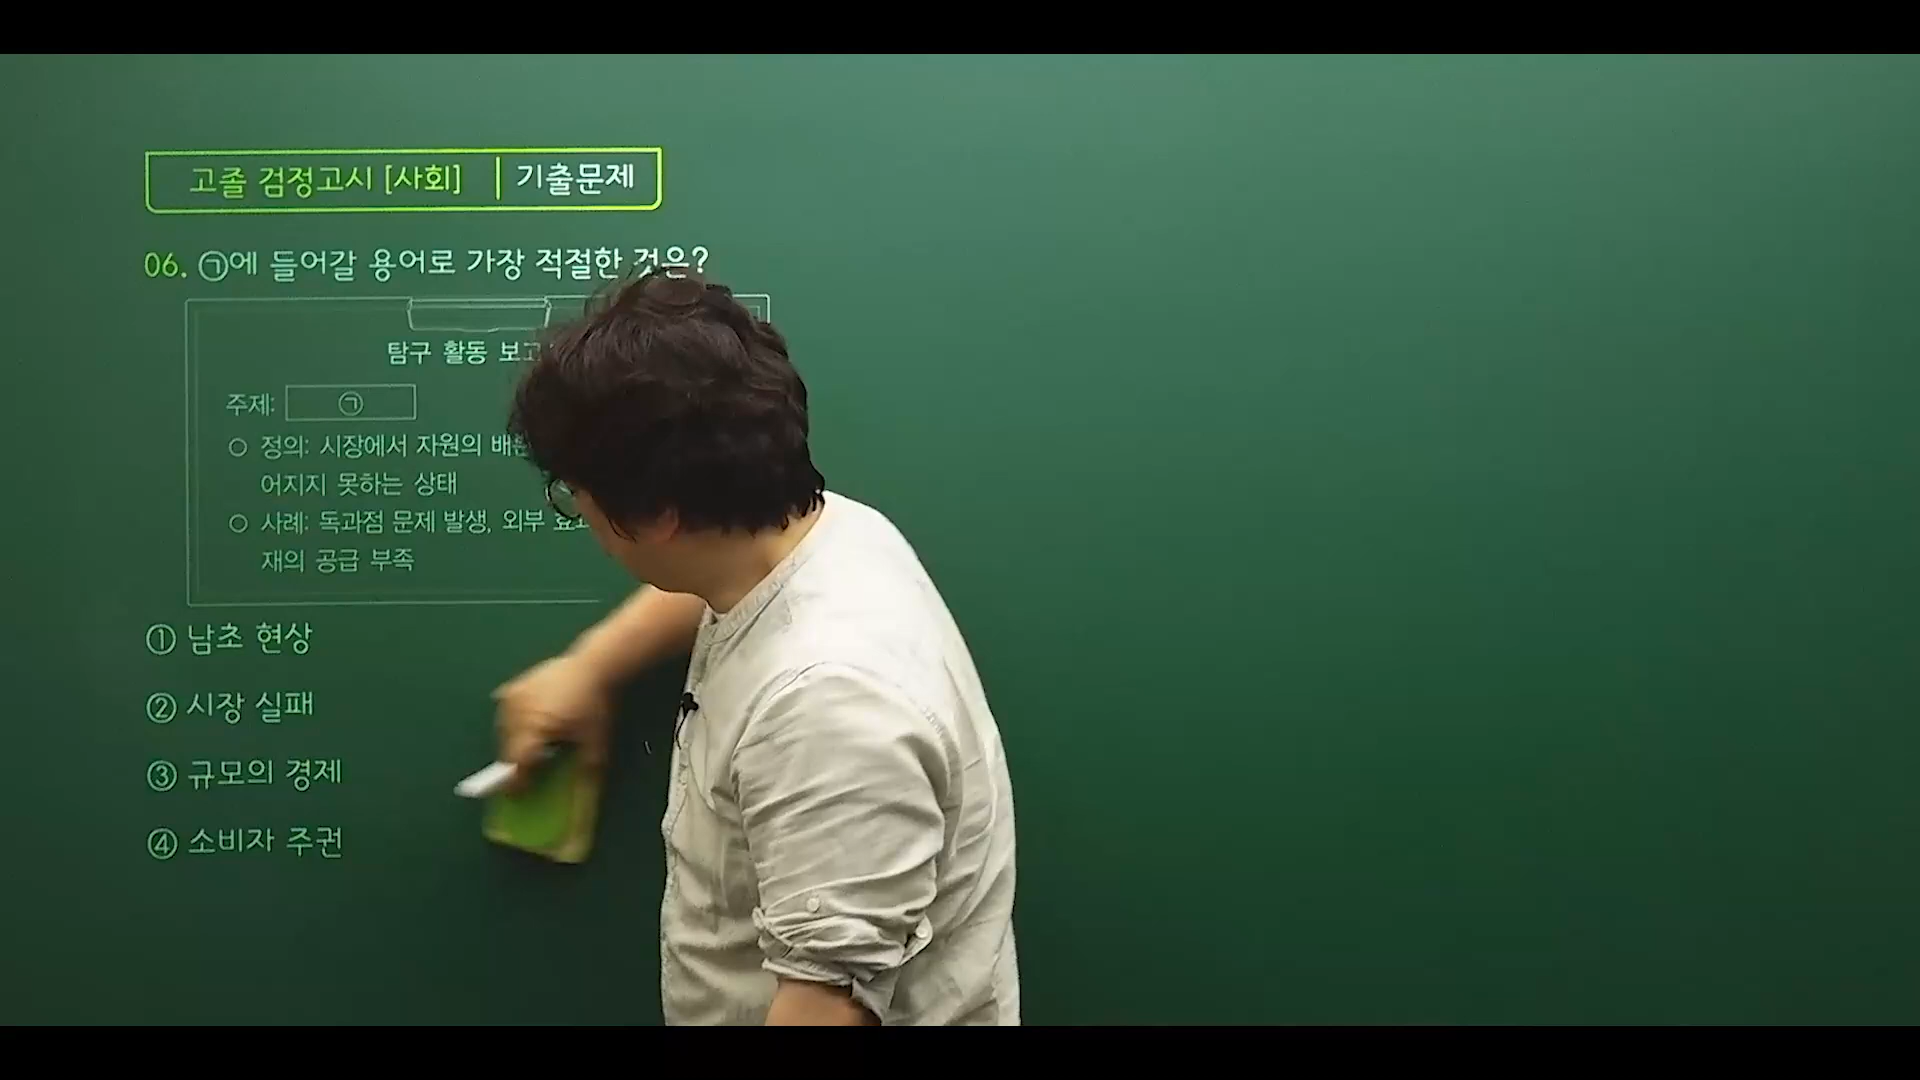 고졸 검정고시 [사회] 기출문제
06. ㉠에 들어갈 용어로 가장 적절한 것은?
탐구 활동
주제: ㉠
○ 정의: 시장에서 자원의
어지지 못하는 상태
○ 사례: 독과점 문제 발생, 외부
재의 공급 부족
① 남초 현상
② 시장 실패
③ 규모의 경제
④ 소비자 주권